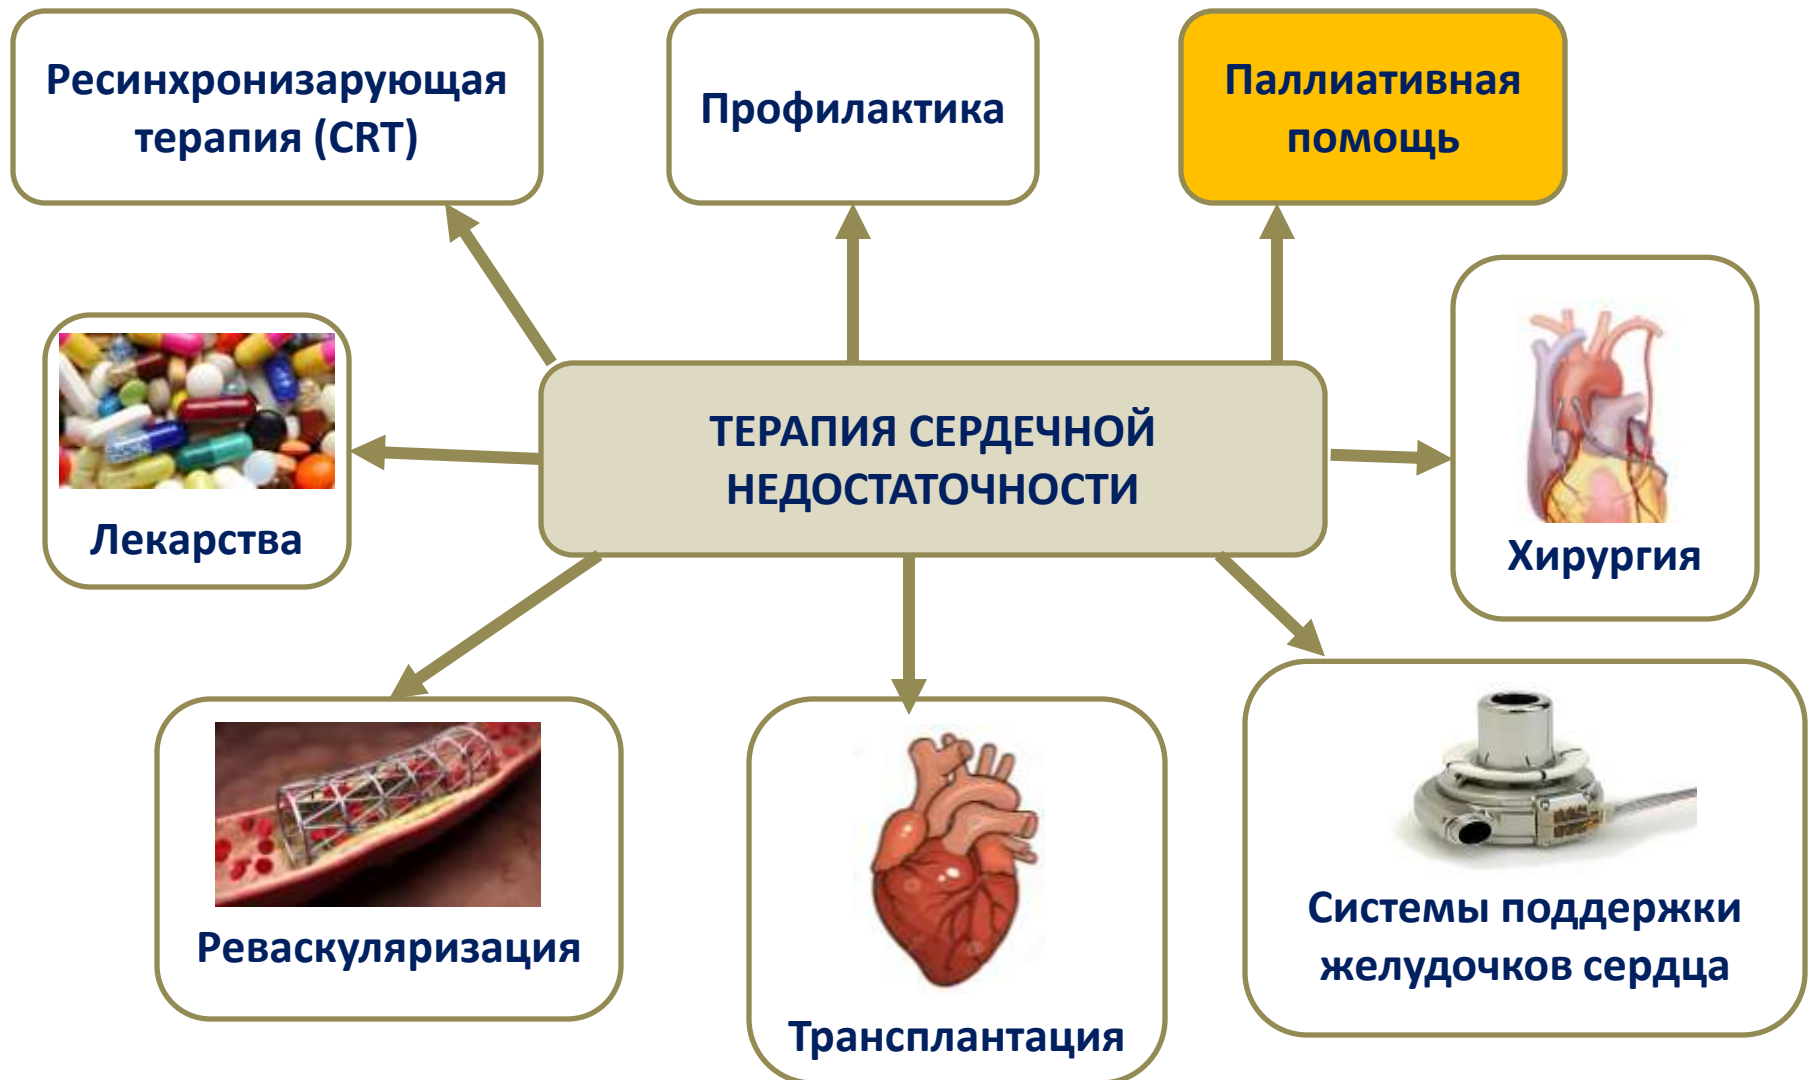 Ресинхронизарующая
терапия (CRT)
Профилактика
Паллиативная
помощь
Лекарства
ТЕРАПИЯ СЕРДЕЧНОЙ
НЕДОСТАТОЧНОСТИ
Хирургия
Реваскуляризация
Трансплантация
Системы поддержки
желудочков сердца